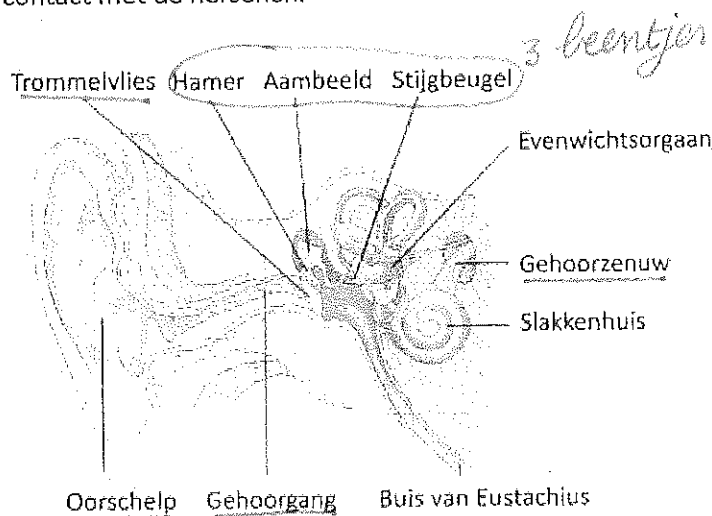 contact met de hersenen.
3 beentjes
Trommelvlies Hamer Aambeeld Stijgbeugel
Evenwichtsorgaan
Gehoorzenuw
Slakkenhuis
Oorschelp Gehoorgang Buis van Eustachius